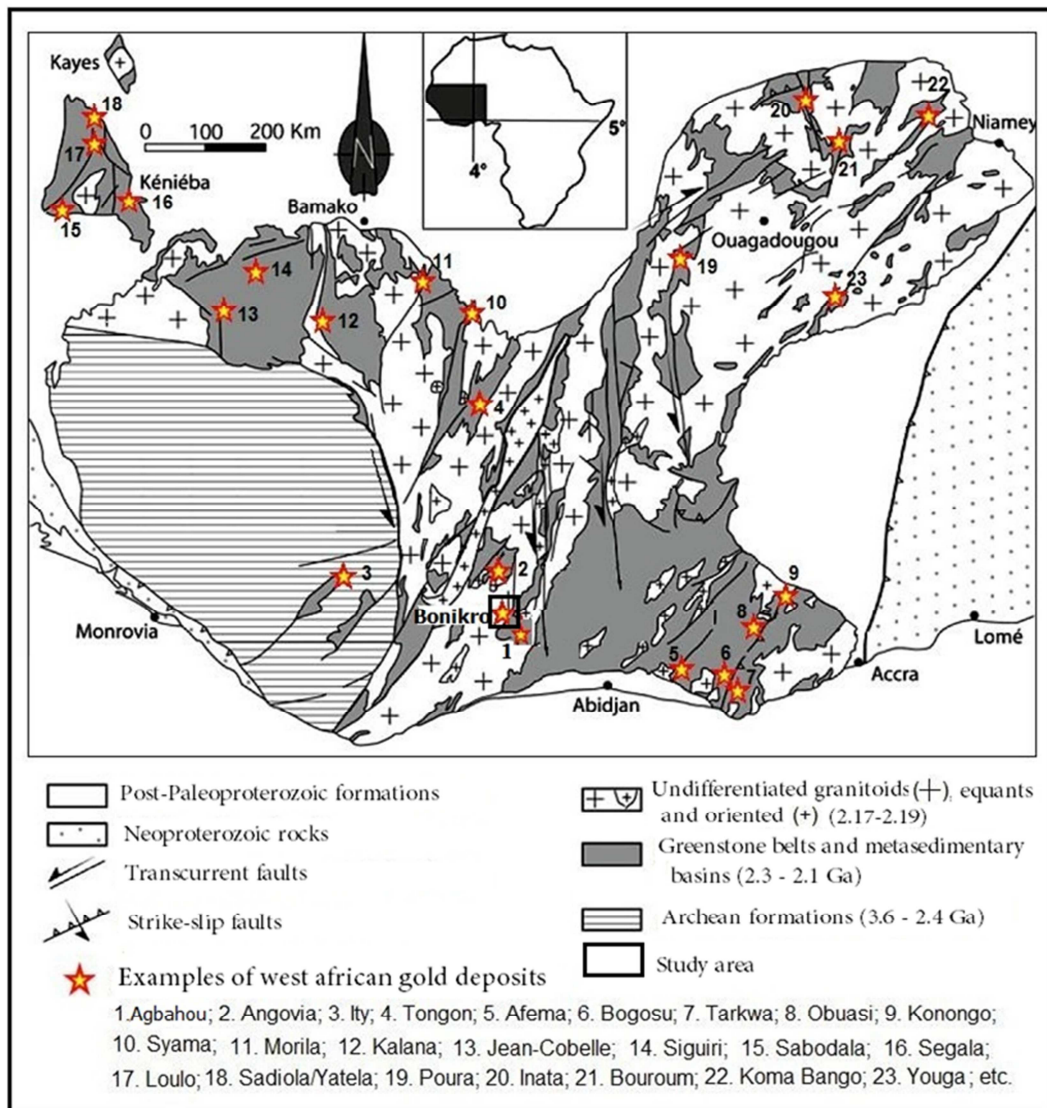 Kayes
18
17
Kéniéba
16
15
0 100 200 Km
N
5°
4°
20
22
Niamey
21
Bamako
Ouagadougou
14
11
19
13
12
10
23
4
3
2
9
Bonikro
8
Monrovia
1
5
6
7
Lomé
Accra
Abidjan
Post-Paleoproterozoic formations
Neoproterozoic rocks
Transcurrent faults
Strike-slip faults
Examples of west african gold deposits
Undifferentiated granitoids (+), equants
and oriented (+) (2.17-2.19)
Greenstone belts and metasedimentary
basins (2.3 - 2.1 Ga)
Archean formations (3.6 - 2.4 Ga)
Study area
1.Agbahou; 2. Angovia; 3. Ity; 4. Tongon; 5. Afema; 6. Bogosu; 7. Tarkwa; 8. Obuasi; 9. Konongo;
10. Syama; 11. Morila; 12. Kalana; 13. Jean-Cobelle; 14. Siguiri; 15. Sabodala; 16. Segala;
17. Loulo; 18. Sadiola/Yatela; 19. Poura; 20. Inata; 21. Bouroum; 22. Koma Bango; 23. Youga ; etc.